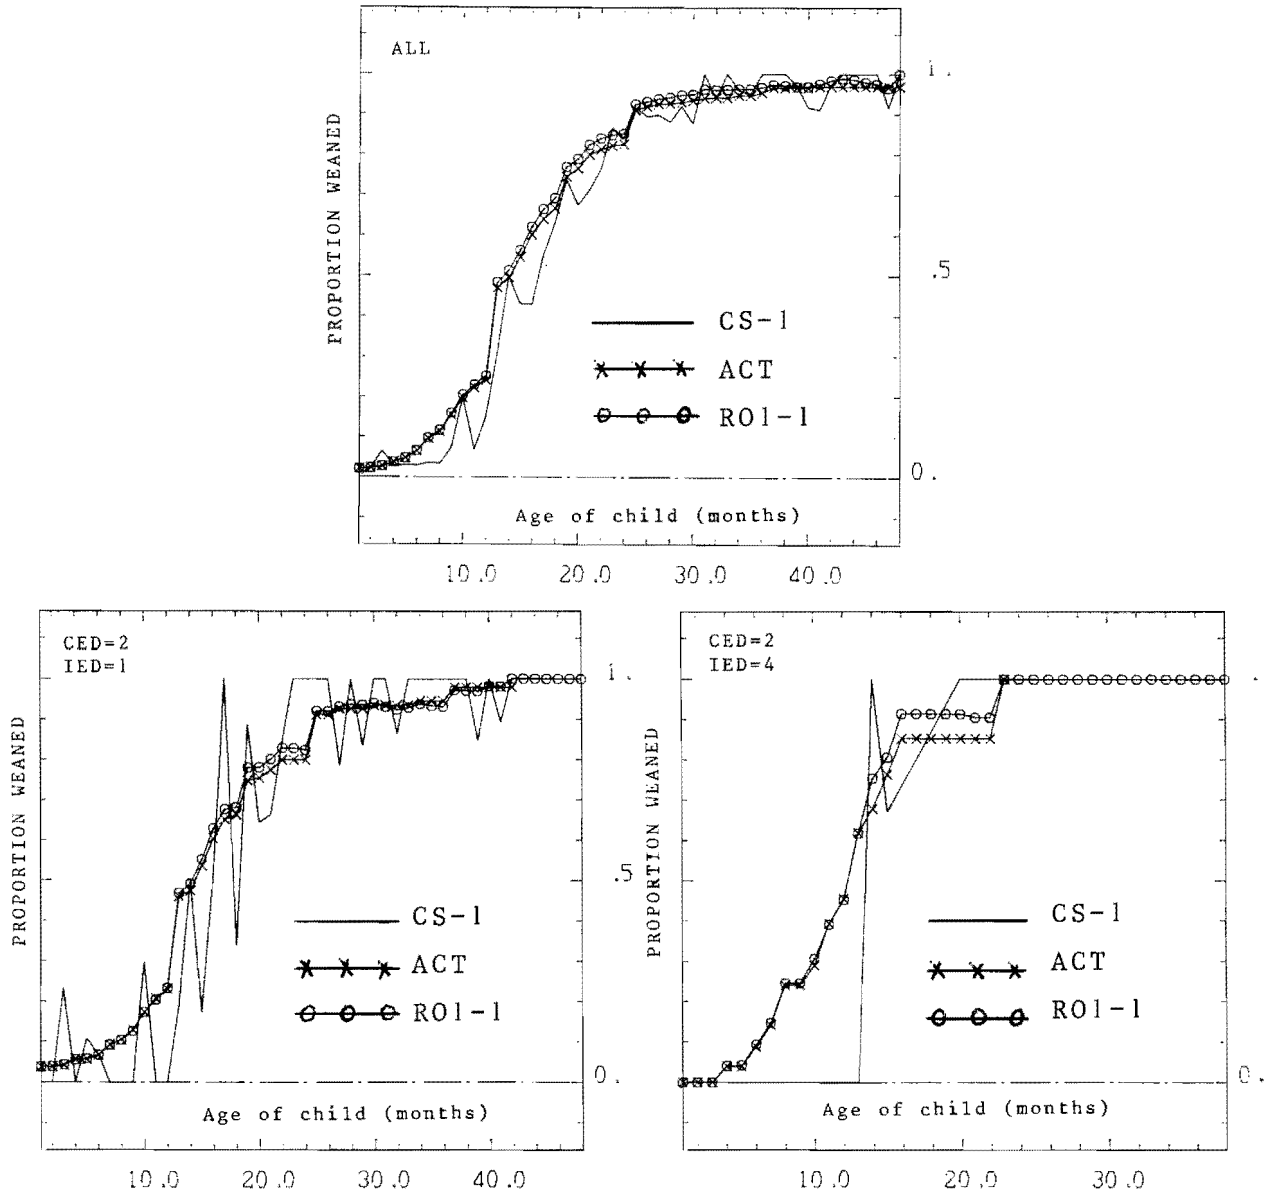 ALL
PROPORTION WEANED
1.
.5
0.
CS-1
ACT
RO1-1
Age of child (months)
10.0 20.0 30.0 40.0
CED=2
IED=1
PROPORTION WEANED
1.
.5
0.
CS-1
ACT
RO1-1
Age of child (months)
10.0 20.0 30.0 40.0
CED=2
IED=4
PROPORTION WEANED
0.
CS-1
ACT
RO1-1
Age of child (months)
10.0 20.0 30.0